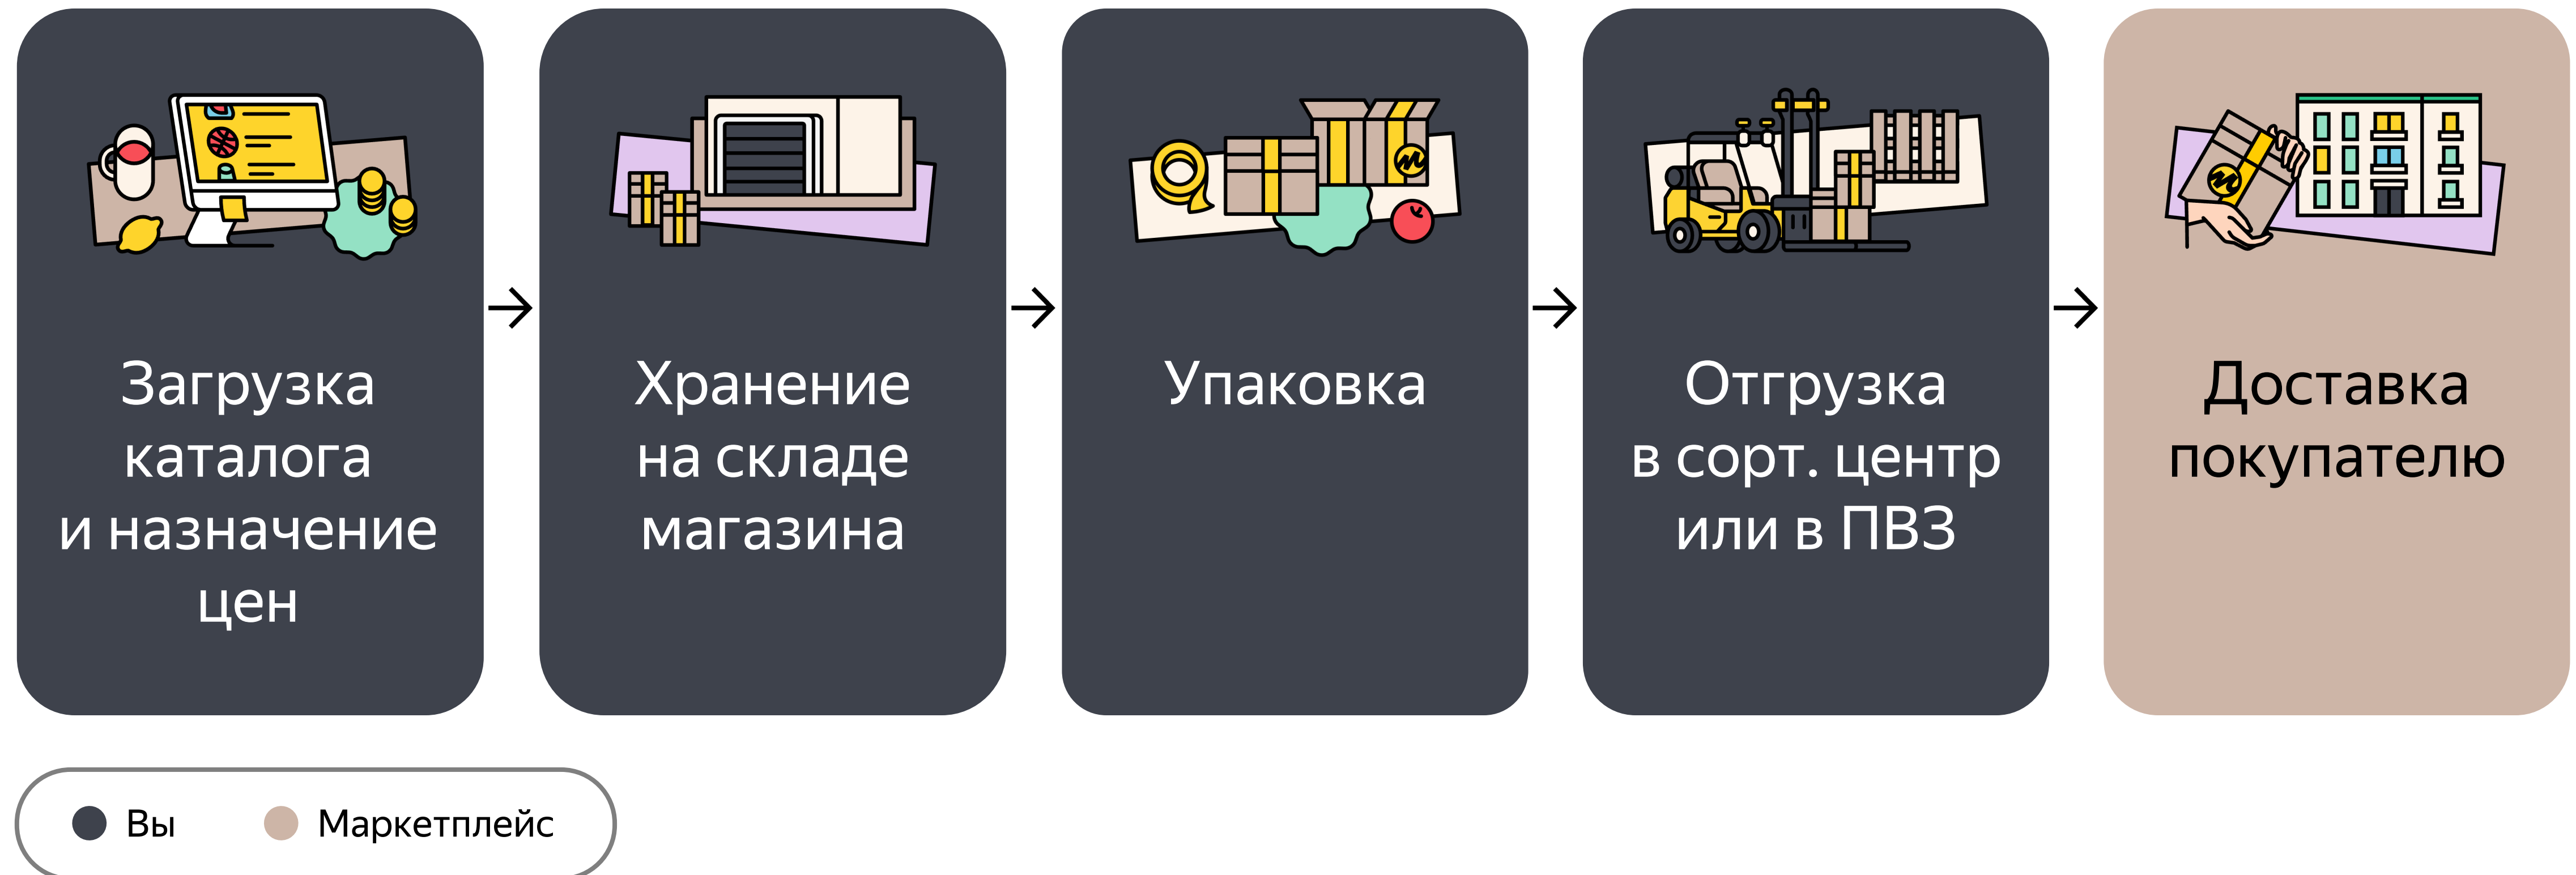 Загрузка
каталога
и назначение
цен
Хранение
на складе
магазина
Упаковка
Отгрузка
в сорт. центр
или в ПВЗ
Доставка
покупателю
Вы
Маркетплейс